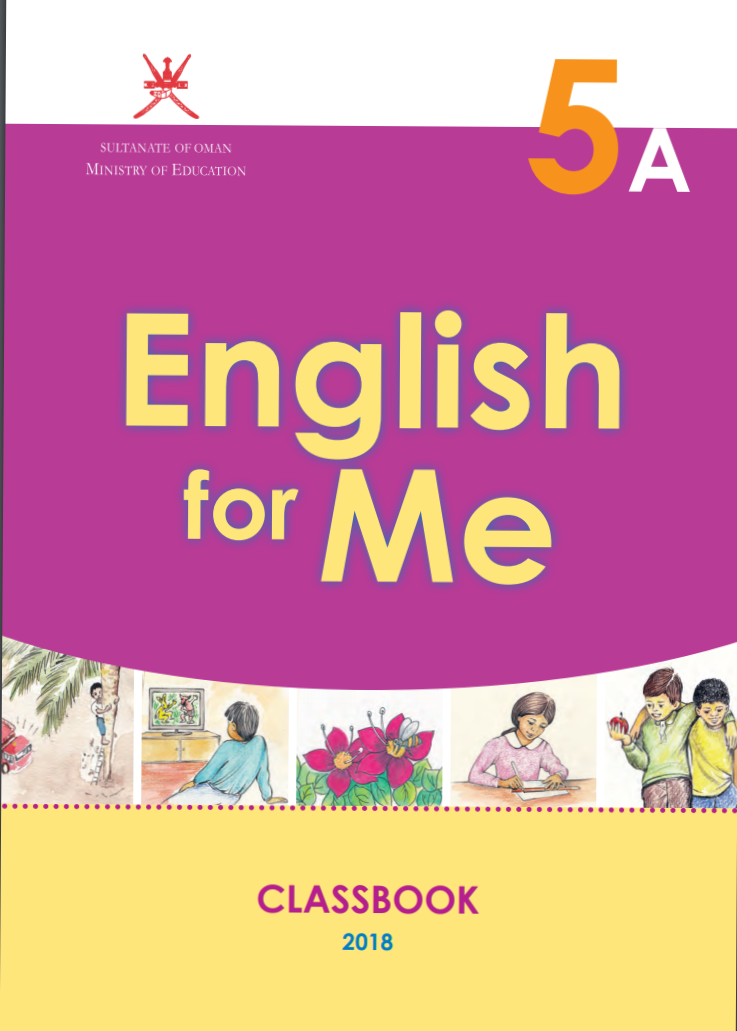 SULTANATE OF OMAN
MINISTRY OF EDUCATION
5A
English
for Me
CLASSBOOK
2018